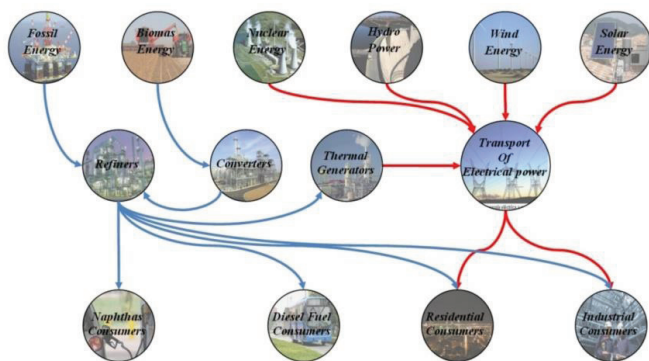 Fossil
Energy
Biomas
Energy
Nuclear
Energy
Hydro
Power
Wind
Energy
Solar
Energy
Refiners
Converters
Thermal
Generators
Transport
Of
Electrical power
Naphthas
Consumers
Diesel Fuel
Consumers
Residential
Consumers
Industrial
Consumers